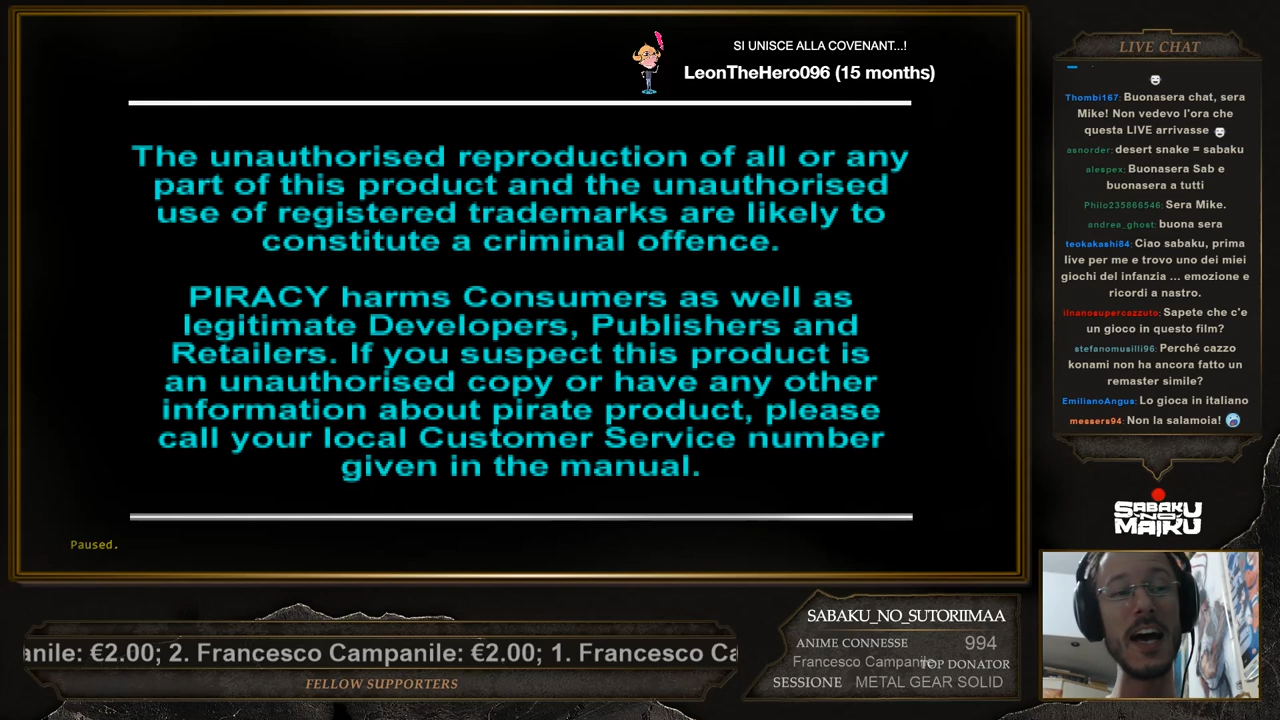 SI UNISCE ALLA COVENANT...!
LeonTheHero096 (15 months)
The unauthorised reproduction of all or any
part of this product and the unauthorised
use of registered trademarks are likely to
constitute a criminal offence.
PIRACY harms Consumers as well as
legitimate Developers, Publishers and
Retailers. If you suspect this product is
an unauthorised copy or have any other
information about pirate product, please
call your local Customer Service number
given in the manual.
Paused.
LIVE CHAT
Thombi167: Buonasera chat, sera
Mike! Non vedevo l'ora che
questa LIVE arrivasse
asnorder: desert snake = sabaku
alespex: Buonasera Sab e
buonasera a tutti
Philo235866546: Sera Mike.
andrea_ghost: buona sera
teokakashi84: Ciao sabaku, prima
live per me e trovo uno dei miei
giochi del infanzia ... emozione e
ricordi a nastro.
ilnanosupercazzuto: Sapete che c'e
un gioco in questo film?
stefanomusilli96: Perché cazzo
konami non ha ancora fatto un
remaster simile?
EmilianoAngus: Lo gioca in italiano
messers94: Non la salamoia!
SABAKU
NO
MAIKU
anile: €2.00; 2. Francesco Campanile: €2.00; 1. Francesco Ca
FELLOW SUPPORTERS
SABAKU_NO_SUTORIIMAA
ANIME CONNESSE 994
Francesco Campanile TOP DONATOR
SESSIONE METAL GEAR SOLID